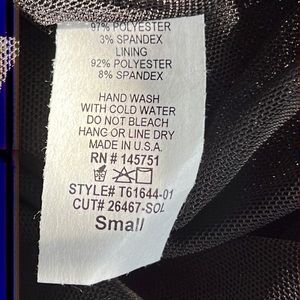 97% POLYESTER
3% SPANDEX
LINING
92% POLYESTER
8% SPANDEX
HAND WASH
WITH COLD WATER
DO NOT BLEACH
HANG OR LINE DRY
MADE IN U.S.A.
RN # 145751
STYLE# T61644-01
CUT# 26467-SOL
Small